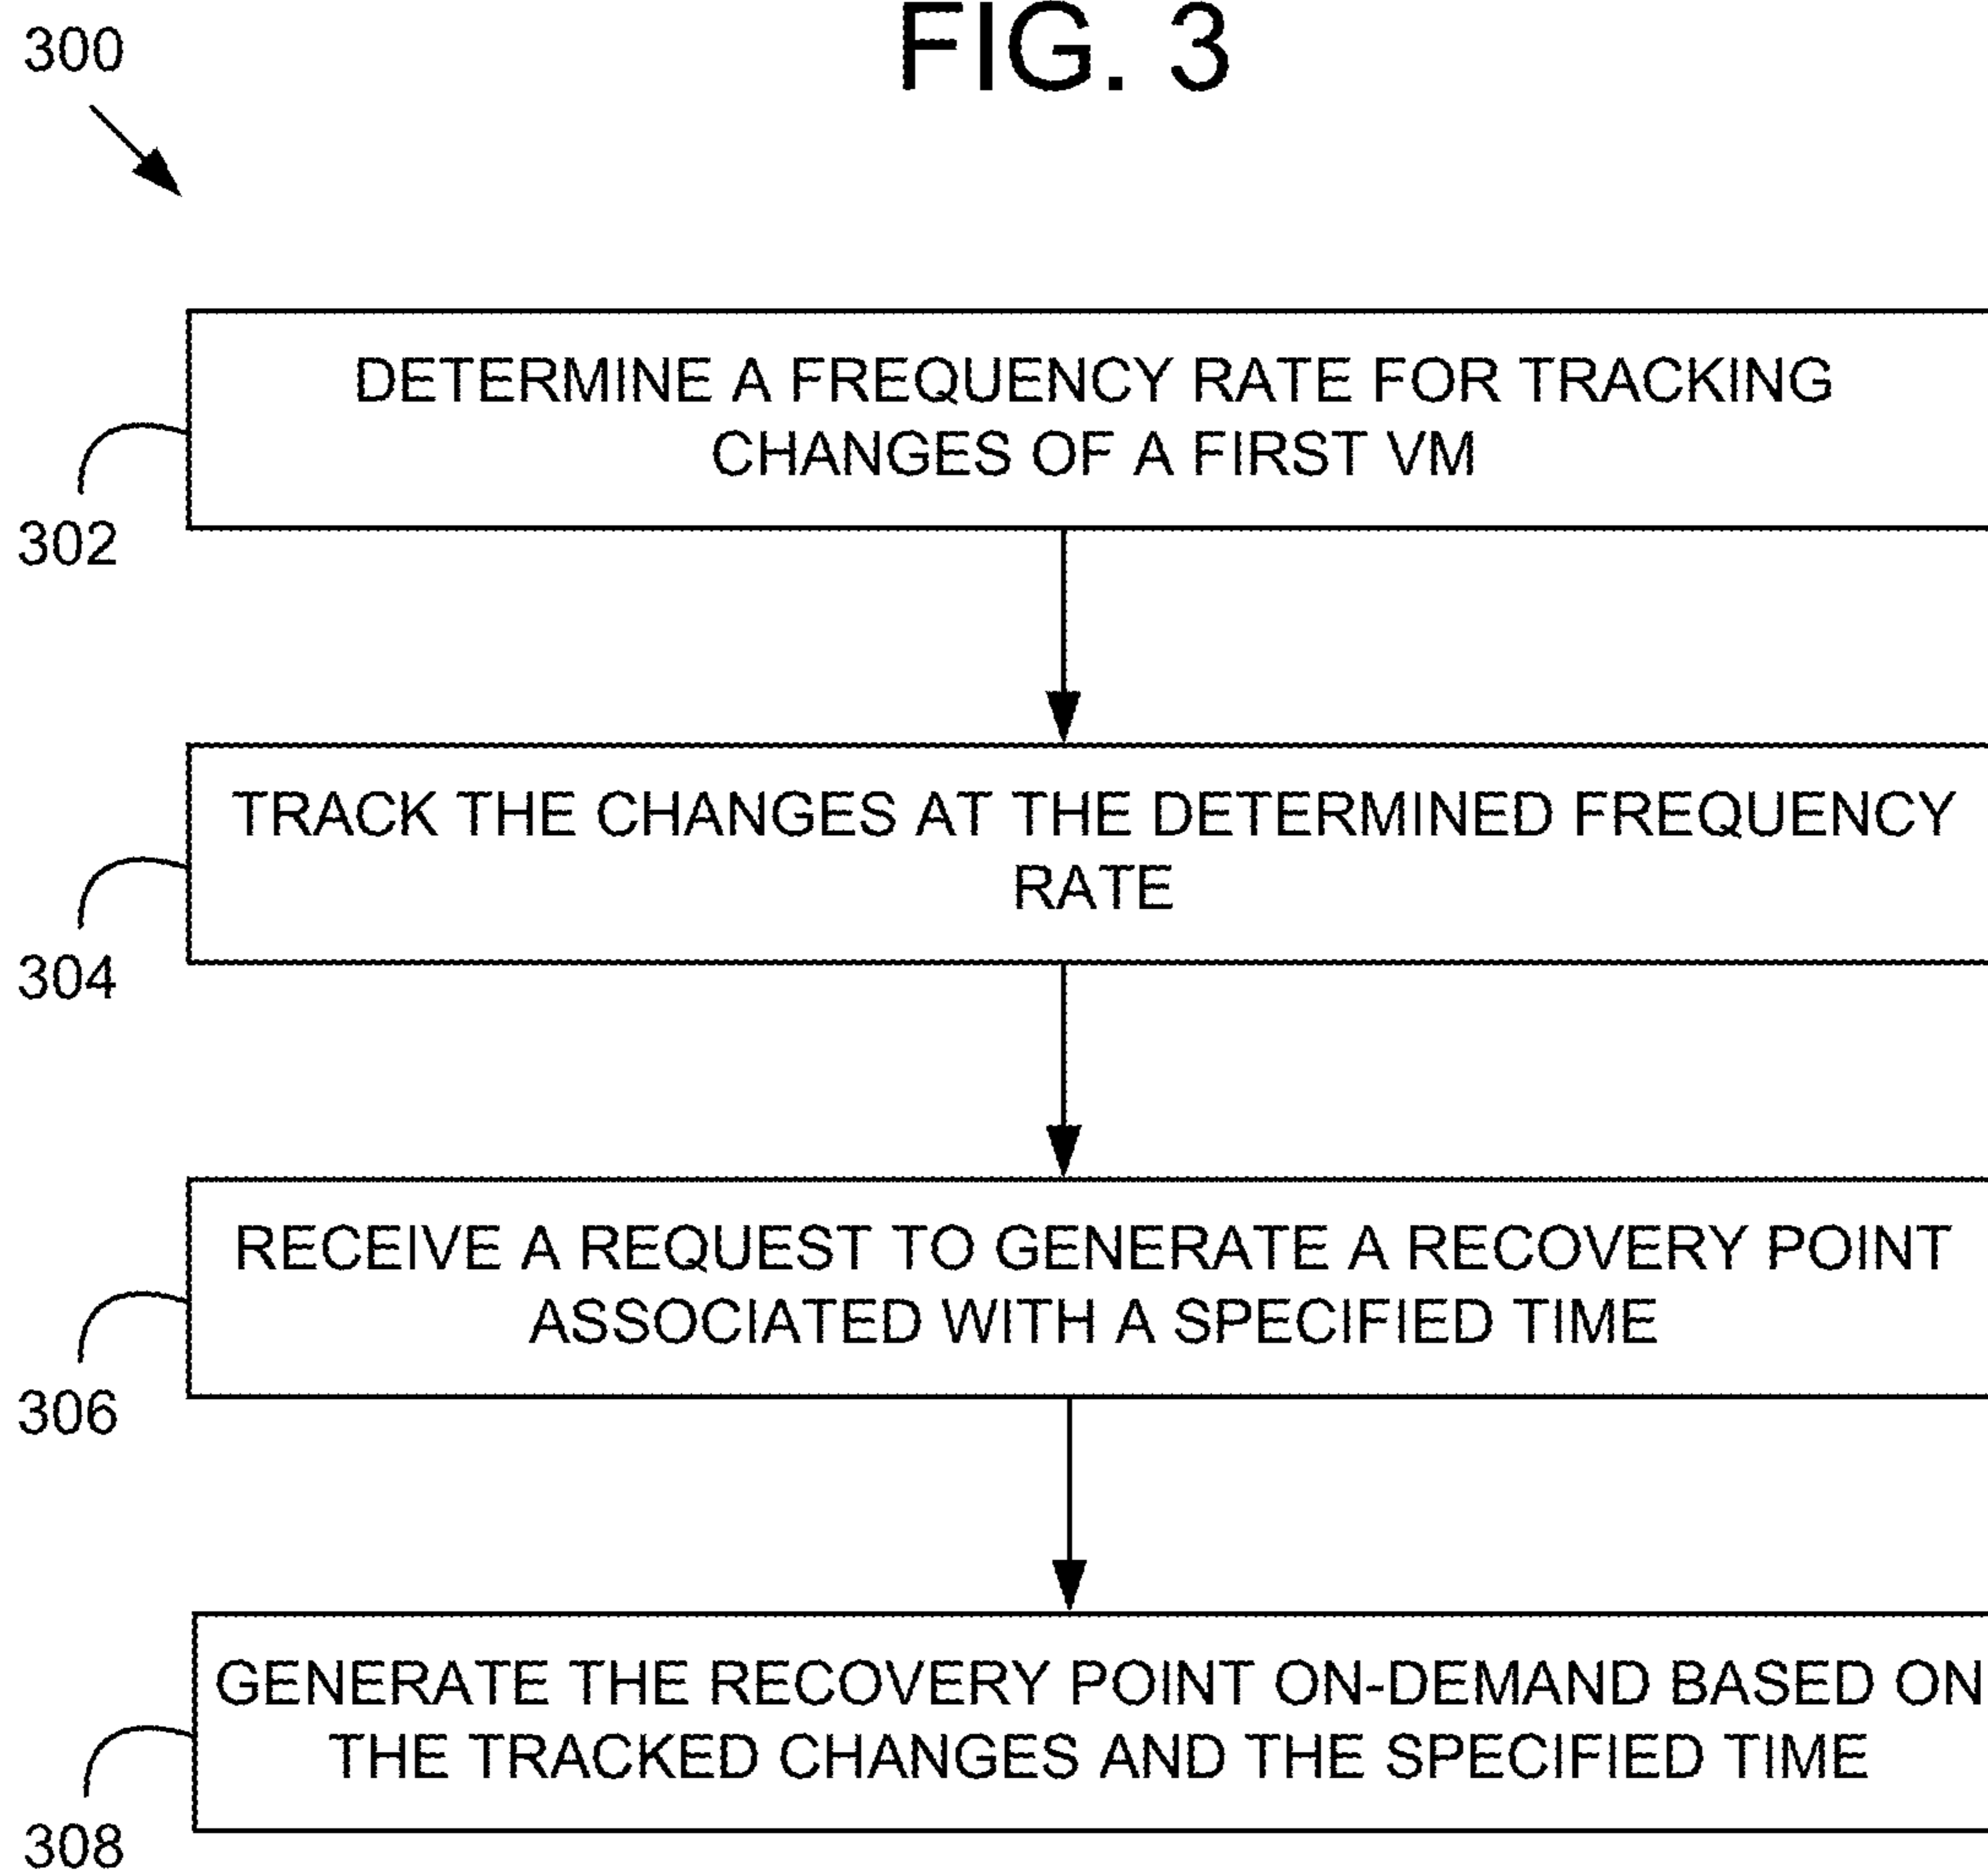 FIG. 3
300
DETERMINE A FREQUENCY RATE FOR TRACKING
CHANGES OF A FIRST VM
302
TRACK THE CHANGES AT THE DETERMINED FREQUENCY
RATE
304
RECEIVE A REQUEST TO GENERATE A RECOVERY POINT
ASSOCIATED WITH A SPECIFIED TIME
306
GENERATE THE RECOVERY POINT ON-DEMAND BASED ON
THE TRACKED CHANGES AND THE SPECIFIED TIME
308